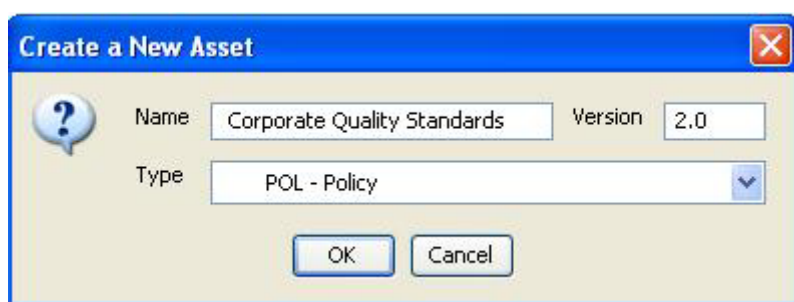 Create a New Asset
Name Corporate Quality Standards Version 2.0
Type POL - Policy
OK Cancel